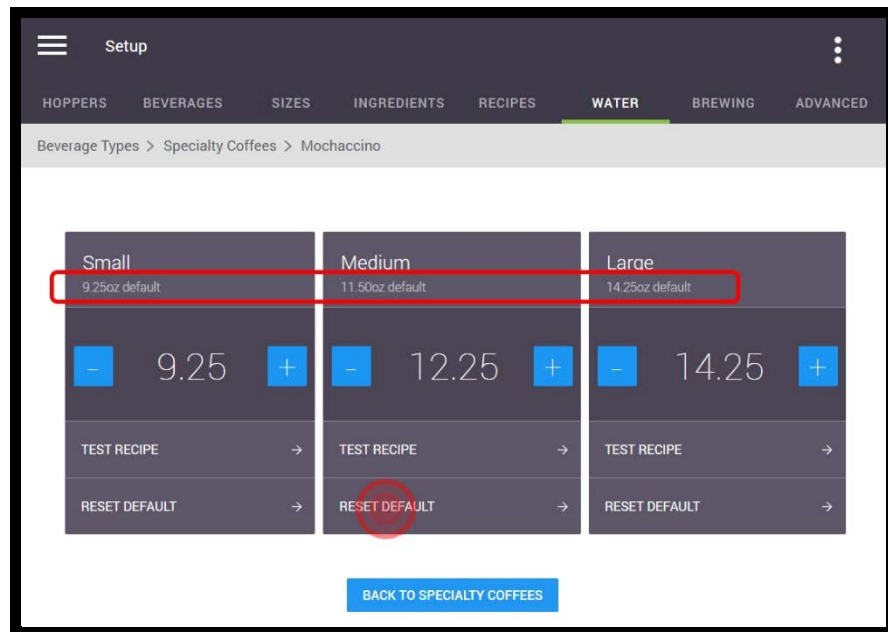 Setup
HOPPERS BEVERAGES SIZES INGREDIENTS RECIPES WATER BREWING ADVANCED
Beverage Types > Specialty Coffees > Mochaccino
Small Medium Large
9.25oz default 11.50oz default 14.25oz default
- 9.25 + - 12.25 + - 14.25 +
TEST RECIPE → TEST RECIPE → TEST RECIPE →
RESET DEFAULT → RESET DEFAULT → RESET DEFAULT →
BACK TO SPECIALTY COFFEES